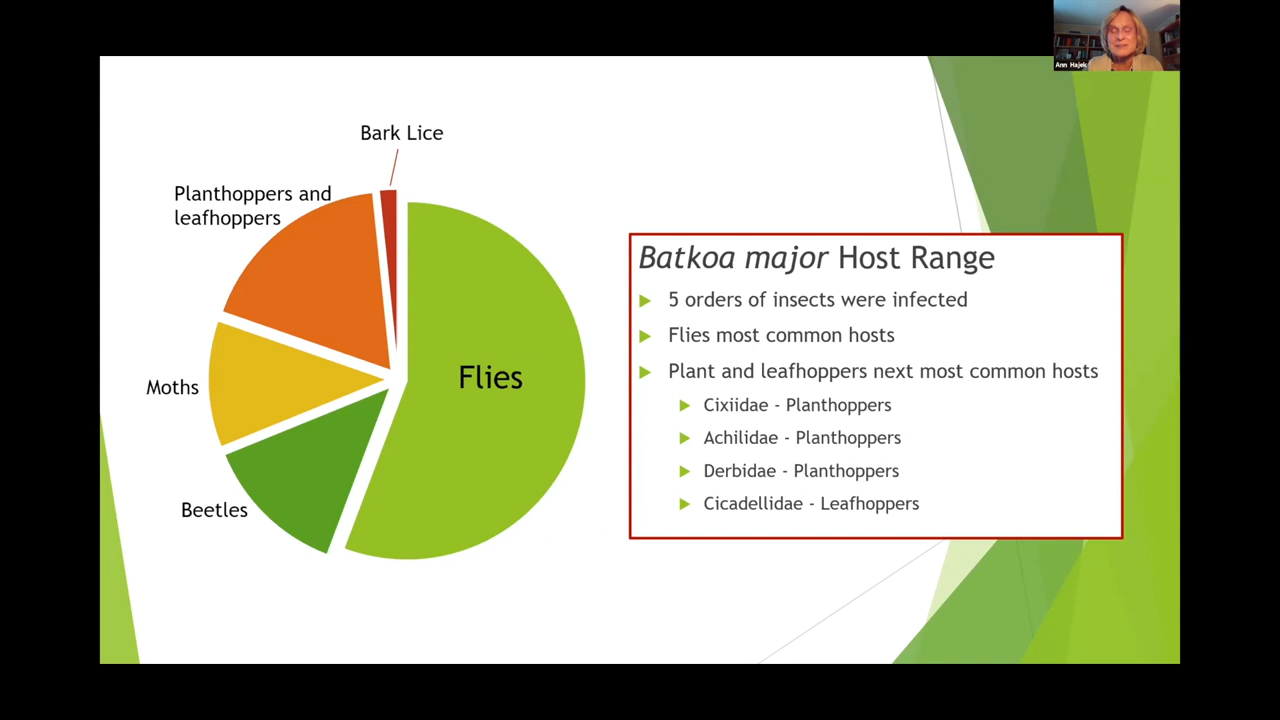 Ann Hajek
Bark Lice
Planthoppers and
leafhoppers
Moths
Beetles
Flies
Batkoa major Host Range
5 orders of insects were infected
Flies most common hosts
Plant and leafhoppers next most common hosts
Cixiidae - Planthoppers
Achilidae - Planthoppers
Derbidae - Planthoppers
Cicadellidae - Leafhoppers